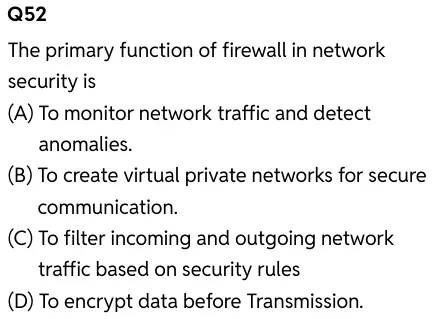 Q52
The primary function of firewall in network
security is
(A) To monitor network traffic and detect
anomalies.
(B) To create virtual private networks for secure
communication.
(C) To filter incoming and outgoing network
traffic based on security rules
(D) To encrypt data before Transmission.